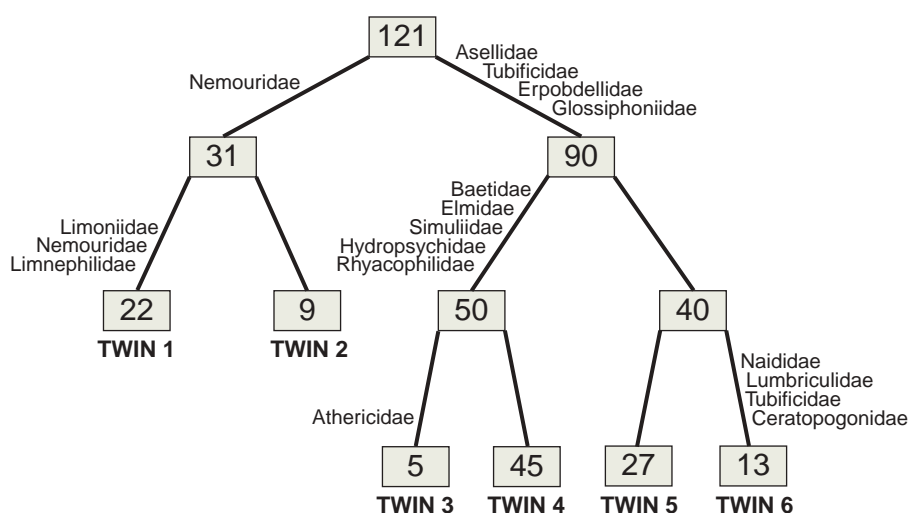 121
Nemouridae
Asellidae
Tubificidae
Erpobdellidae
Glossiphoniidae
31
90
Limoniidae
Nemouridae
Limnephilidae
Baetidae
Elmidae
Simuliidae
Hydropsychidae
Rhyacophilidae
22
9
50
40
TWIN 1
TWIN 2
Athericidae
Naididae
Lumbriculidae
Tubificidae
Ceratopogonidae
5
45
27
13
TWIN 3
TWIN 4
TWIN 5
TWIN 6